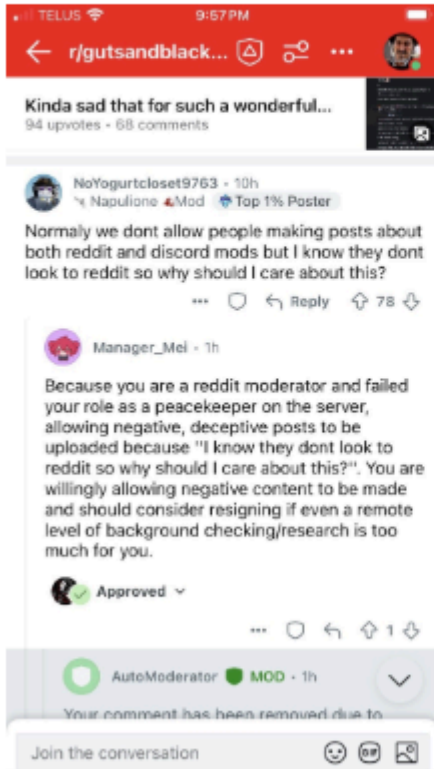 TELUS 9:57 PM
r/gutsandblack... ...
Kinda sad that for such a wonderful...
94 upvotes • 68 comments
NoYogurtcloset9763 • 10h
Napulione Mod Top 1% Poster
Normaly we dont allow people making posts about
both reddit and discord mods but I know they dont
look to reddit so why should I care about this?
... Reply 78
Manager_Mei • 1h
Because you are a reddit moderator and failed
your role as a peacekeeper on the server,
allowing negative, deceptive posts to be
uploaded because "I know they dont look to
reddit so why should I care about this?". You are
willingly allowing negative content to be made
and should consider resigning if even a remote
level of background checking/research is too
much for you.
Approved
... 1
AutoModerator MOD • 1h
Your comment has been removed due to
Join the conversation GIF